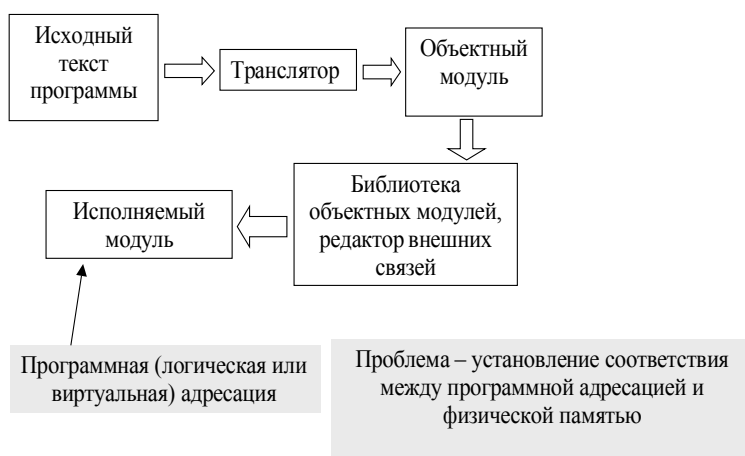 Исходный
текст
программы
Транслятор
Объектный
модуль
Библиотека
объектных модулей,
редактор внешних
связей
Исполняемый
модуль
Программная (логическая или
виртуальная) адресация
Проблема – установление соответствия
между программной адресацией и
физической памятью